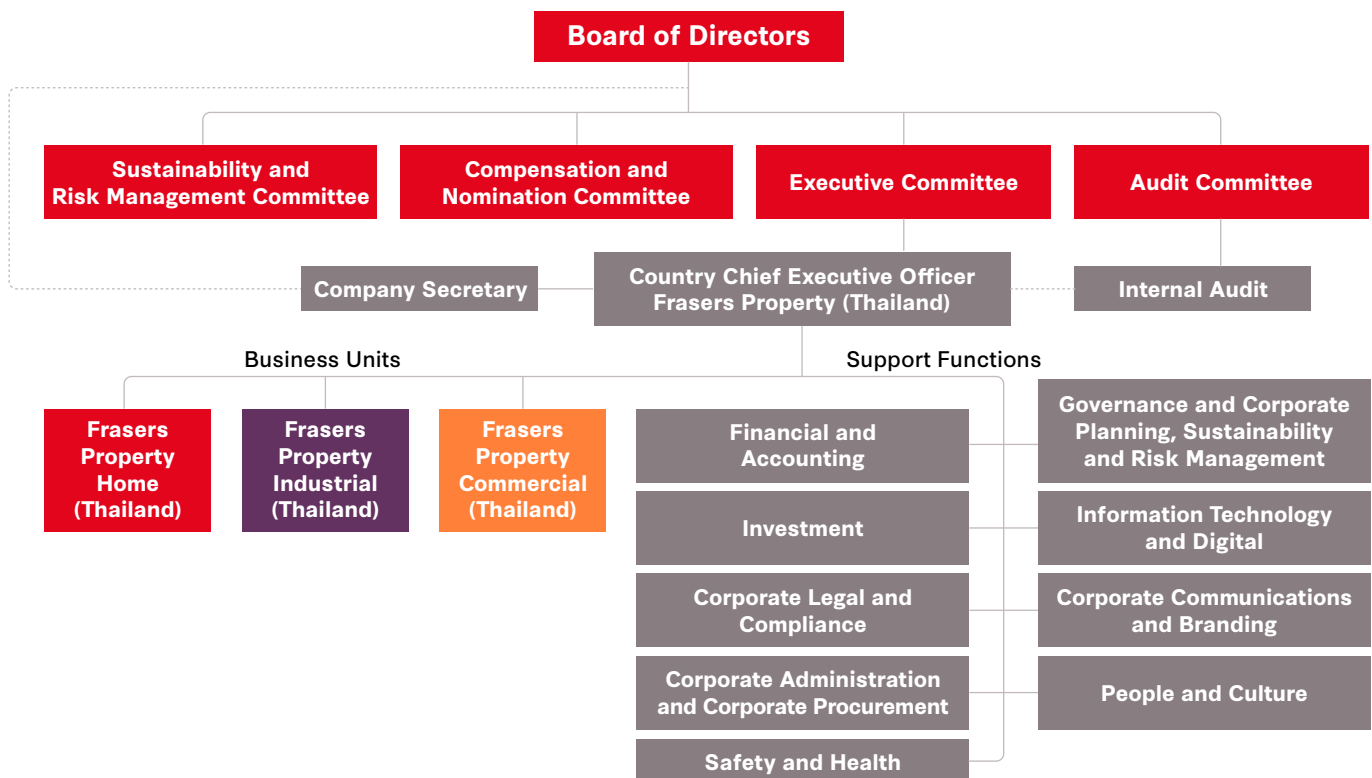 Board of Directors
Sustainability and
Risk Management Committee
Compensation and
Nomination Committee
Executive Committee
Audit Committee
Company Secretary
Country Chief Executive Officer
Frasers Property (Thailand)
Internal Audit
Business Units
Support Functions
Frasers
Property
Home
(Thailand)
Frasers
Property
Industrial
(Thailand)
Frasers
Property
Commercial
(Thailand)
Financial and
Accounting
Governance and Corporate
Planning, Sustainability
and Risk Management
Investment
Information Technology
and Digital
Corporate Legal and
Compliance
Corporate Communications
and Branding
Corporate Administration
and Corporate Procurement
People and Culture
Safety and Health